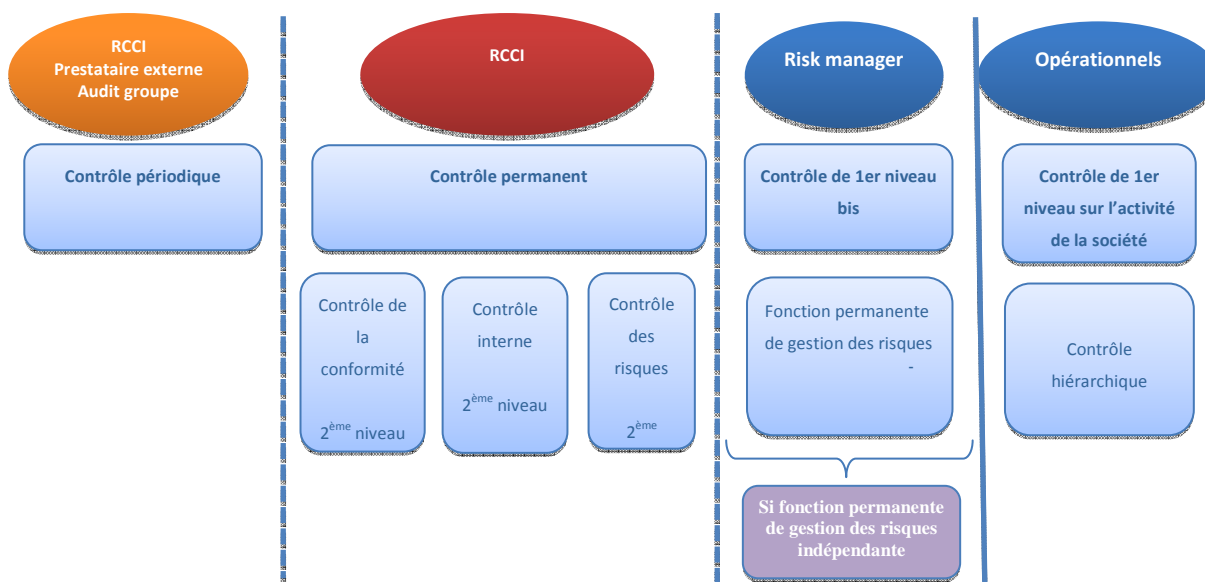 RCCI
Prestataire externe
Audit groupe
RCCI
Risk manager
Opérationnels
Contrôle périodique
Contrôle permanent
Contrôle de 1er niveau
bis
Contrôle de 1er
niveau sur l’activité
de la société
Contrôle de
la
conformité
2ème niveau
Contrôle
interne
2ème niveau
Contrôle
des
risques
2ème
Fonction permanente
de gestion des risques
-
Contrôle
hiérarchique
Si fonction permanente
de gestion des risques
indépendante